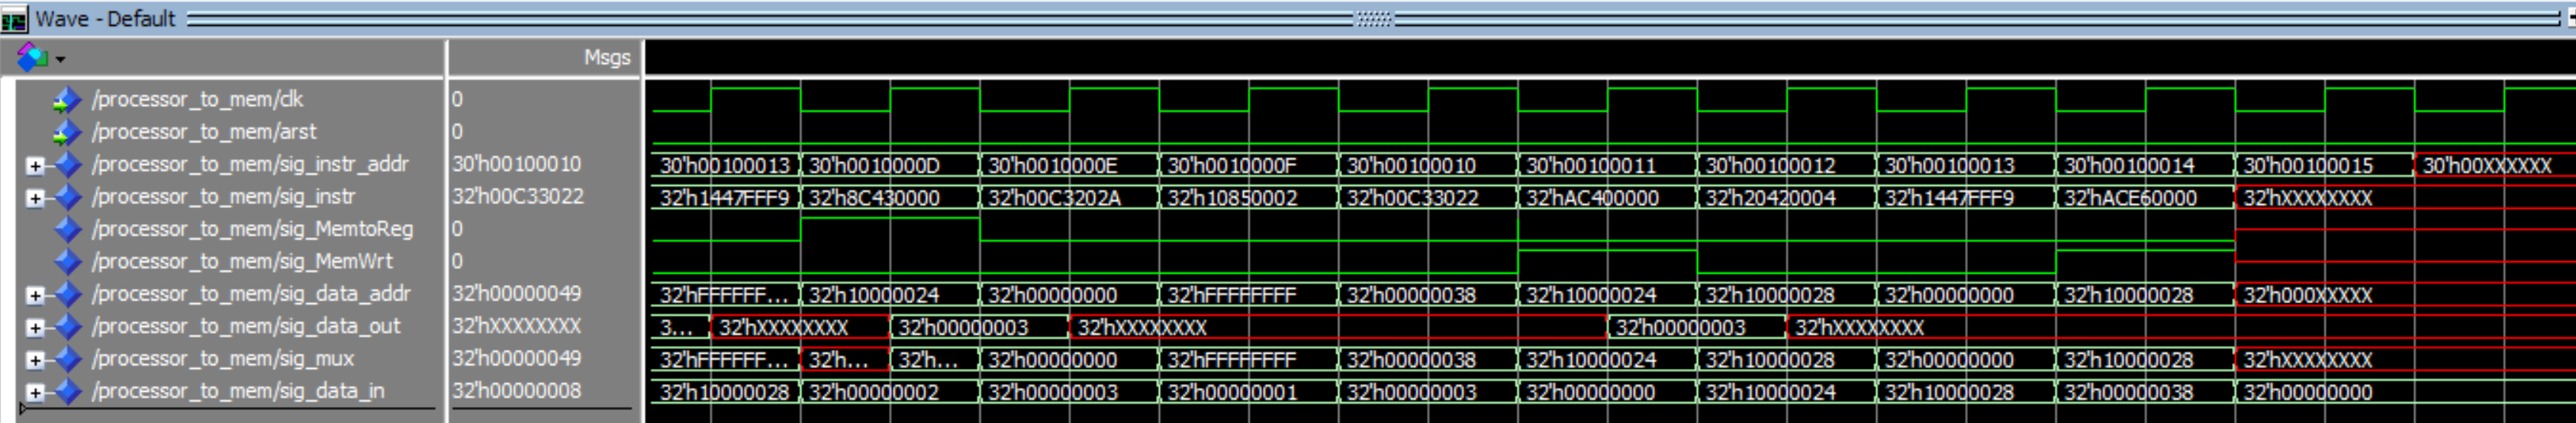 Wave - Default
Msgs
/processor_to_mem/clk 0
/processor_to_mem/arst 0
/processor_to_mem/sig_instr_addr 30'h00100010 30'h00100013 30'h0010000D 30'h0010000E 30'h0010000F 30'h00100010 30'h00100011 30'h00100012 30'h00100013 30'h00100014 30'h00100015 30'h00XXXXXX
/processor_to_mem/sig_instr 32'h00C33022 32'h1447FFF9 32'h8C430000 32'h00C3202A 32'h10850002 32'h00C33022 32'hAC400000 32'h20420004 32'h1447FFF9 32'hACE60000 32'hXXXXXXXX
/processor_to_mem/sig_MemtoReg 0
/processor_to_mem/sig_MemWrt 0
/processor_to_mem/sig_data_addr 32'h00000049 32'hFFFFFF... 32'h10000024 32'h00000000 32'hFFFFFFFF 32'h00000038 32'h10000024 32'h10000028 32'h00000000 32'h10000028 32'h000XXXXX
/processor_to_mem/sig_data_out 32'hXXXXXXXX 3... 32'hXXXXXXXX 32'h00000003 32'hXXXXXXXX 32'h00000003 32'hXXXXXXXX
/processor_to_mem/sig_mux 32'h00000049 32'hFFFFFF... 32'h... 32'h... 32'h00000000 32'hFFFFFFFF 32'h00000038 32'h10000024 32'h10000028 32'h00000000 32'h10000028 32'hXXXXXXXX
/processor_to_mem/sig_data_in 32'h00000008 32'h10000028 32'h00000002 32'h00000003 32'h00000001 32'h00000003 32'h00000000 32'h10000024 32'h10000028 32'h00000038 32'h00000000